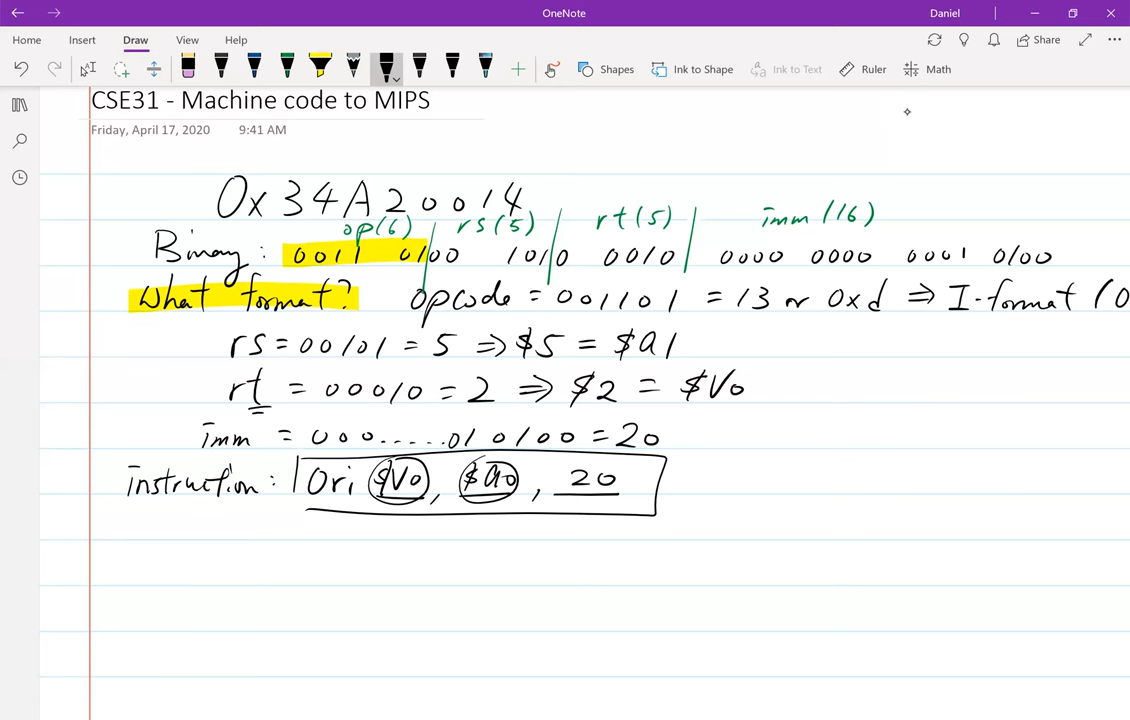 OneNote
Daniel
Home Insert Draw View Help
Share
Shapes Ink to Shape Ink to Text Ruler Math
CSE31 - Machine code to MIPS
Friday, April 17, 2020 9:41 AM
0x34A20014
op(6) rs(5) rt(5) imm(16)
Binary: 0011 0100 1010 0010 0000 0000 0001 0100
What format? opcode = 001101 = 13 or 0xd ⇒ I-format (0
rs = 00101 = 5 ⇒ $5 = $a1
rt = 00010 = 2 ⇒ $2 = $v0
imm = 000......010100 = 20
instruction: Ori $v0, $a0, 20